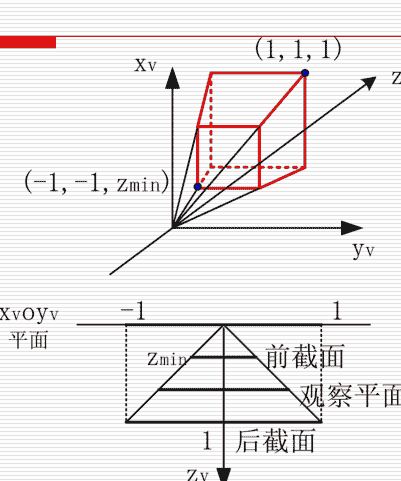 (1, 1, 1)
xv
z
(-1, -1, zmin)
yv
xvoyv
-1
1
平面
zmin
前截面
观察平面
1
后截面
zv